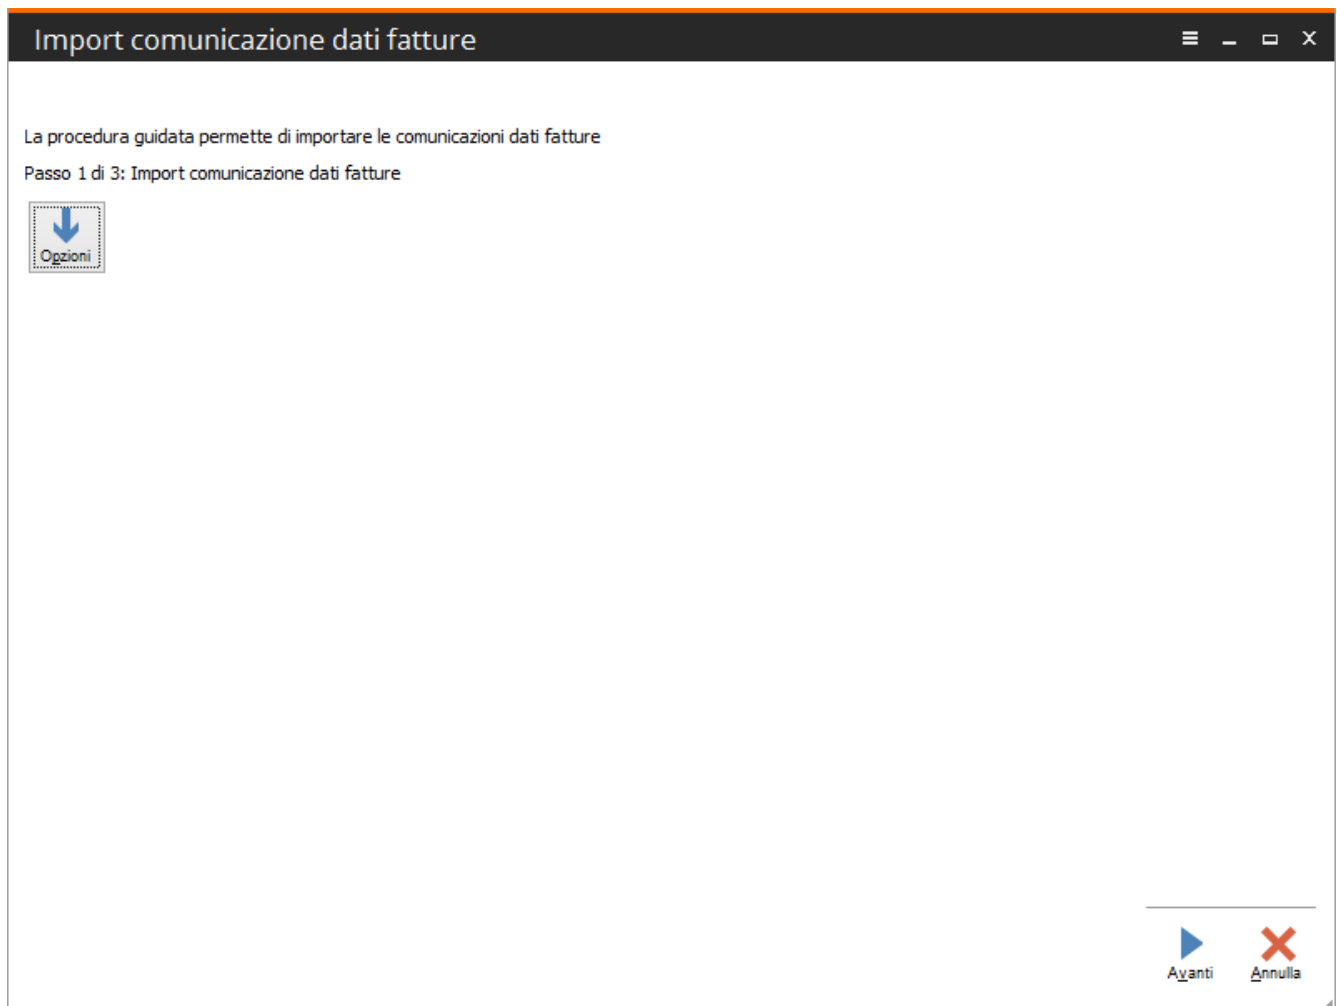 Import comunicazione dati fatture
La procedura guidata permette di importare le comunicazioni dati fatture
Passo 1 di 3: Import comunicazione dati fatture
Opzioni
Avanti Annulla